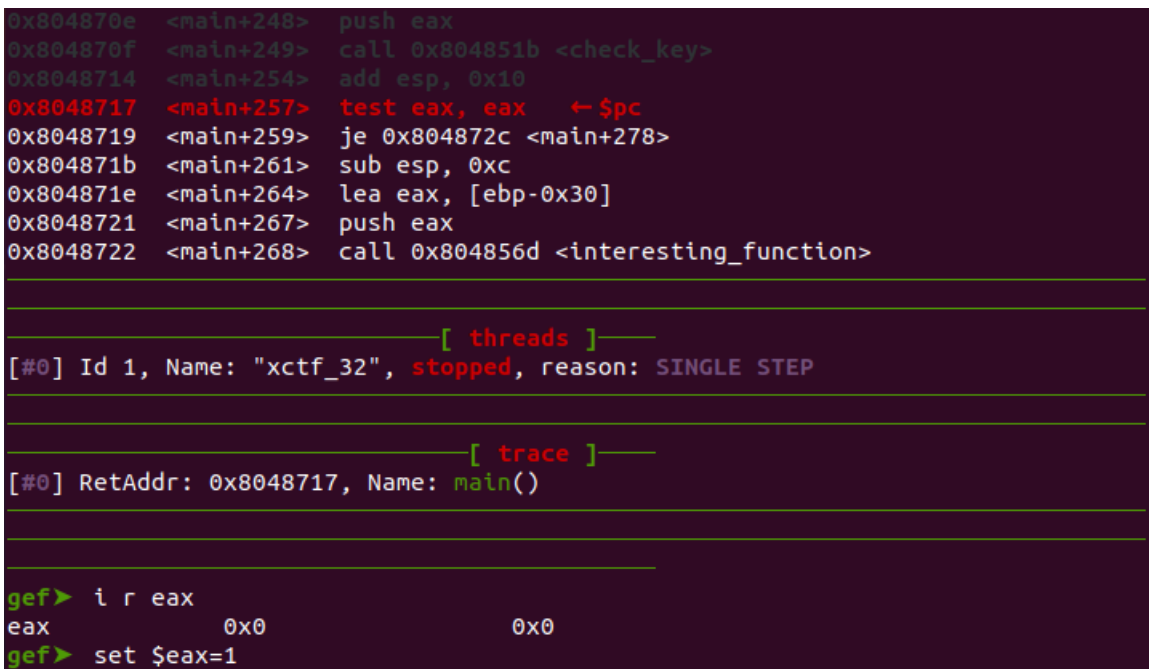 0x804870e <main+248> push eax
0x804870f <main+249> call 0x804851b <check_key>
0x8048714 <main+254> add esp, 0x10
0x8048717 <main+257> test eax, eax ←$pc
0x8048719 <main+259> je 0x804872c <main+278>
0x804871b <main+261> sub esp, 0xc
0x804871e <main+264> lea eax, [ebp-0x30]
0x8048721 <main+267> push eax
0x8048722 <main+268> call 0x804856d <interesting_function>
[ threads ]
[#0] Id 1, Name: "xctf_32", stopped, reason: SINGLE STEP
[ trace ]
[#0] RetAddr: 0x8048717, Name: main()
gef➤ i r eax
eax 0x0 0x0
gef➤ set $eax=1